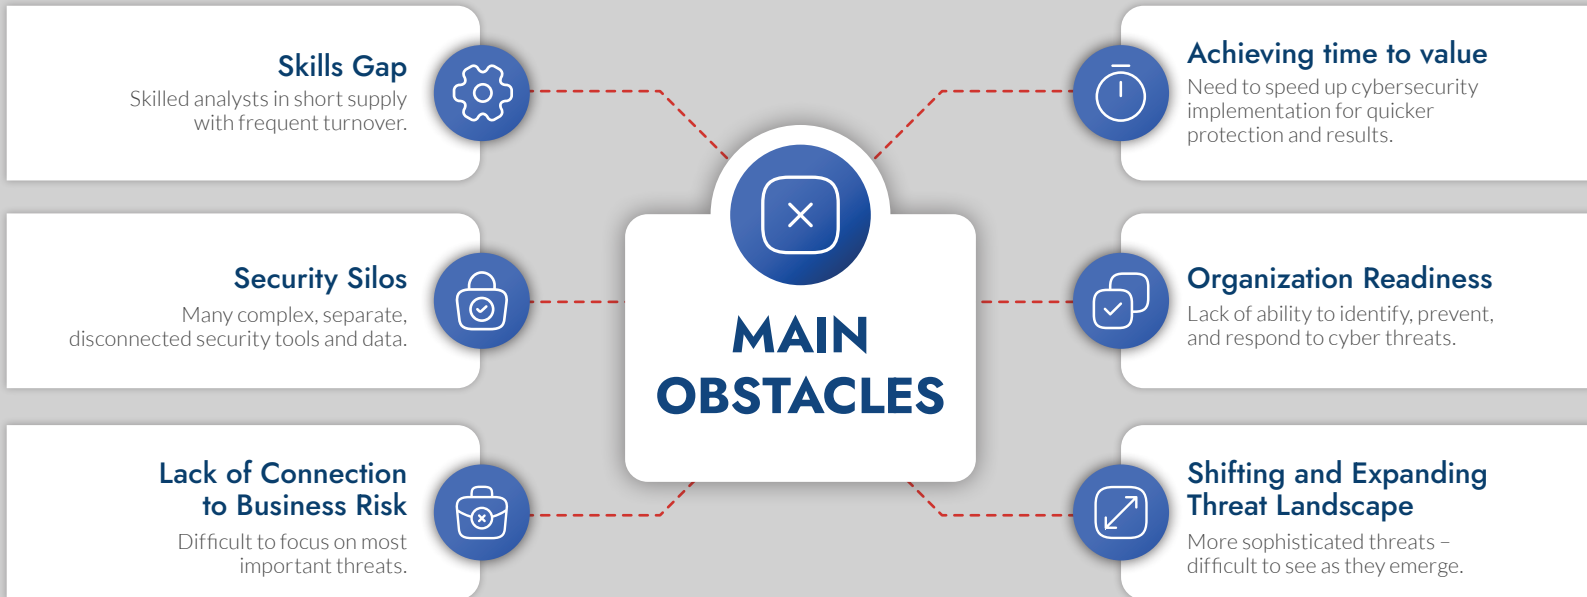 Skills Gap
Skilled analysts in short supply
with frequent turnover.
Security Silos
Many complex, separate,
disconnected security tools and data.
Lack of Connection
to Business Risk
Difficult to focus on most
important threats.
MAIN
OBSTACLES
Achieving time to value
Need to speed up cybersecurity
implementation for quicker
protection and results.
Organization Readiness
Lack of ability to identify, prevent,
and respond to cyber threats.
Shifting and Expanding
Threat Landscape
More sophisticated threats –
difficult to see as they emerge.